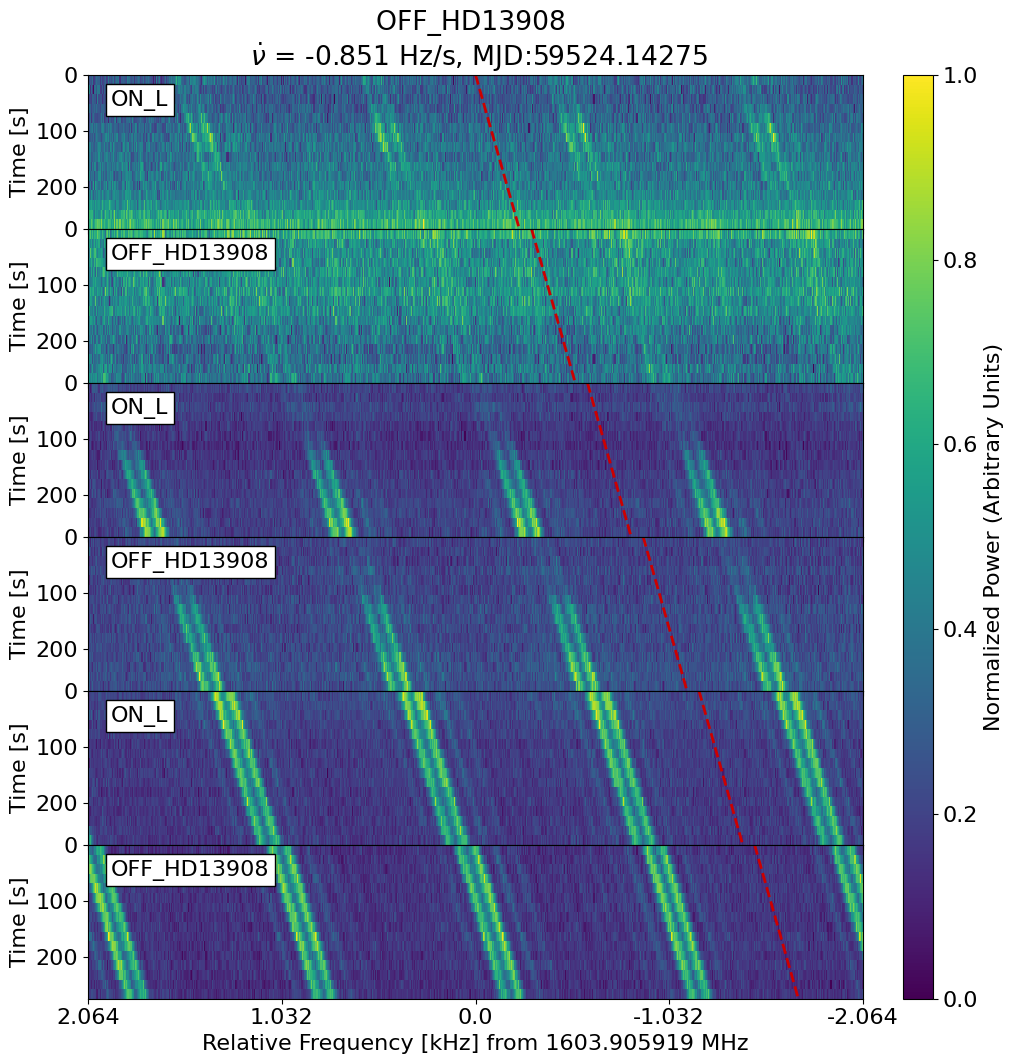 OFF_HD13908
ν̇ = -0.851 Hz/s, MJD:59524.14275
0
ON_L
100
200
Time [s]
0
OFF_HD13908
100
200
Time [s]
0
ON_L
100
200
Time [s]
0
OFF_HD13908
100
200
Time [s]
0
ON_L
100
200
Time [s]
0
OFF_HD13908
100
200
Time [s]
2.064 1.032 0.0 -1.032 -2.064
Relative Frequency [kHz] from 1603.905919 MHz
1.0
0.8
0.6
0.4
0.2
0.0
Normalized Power (Arbitrary Units)